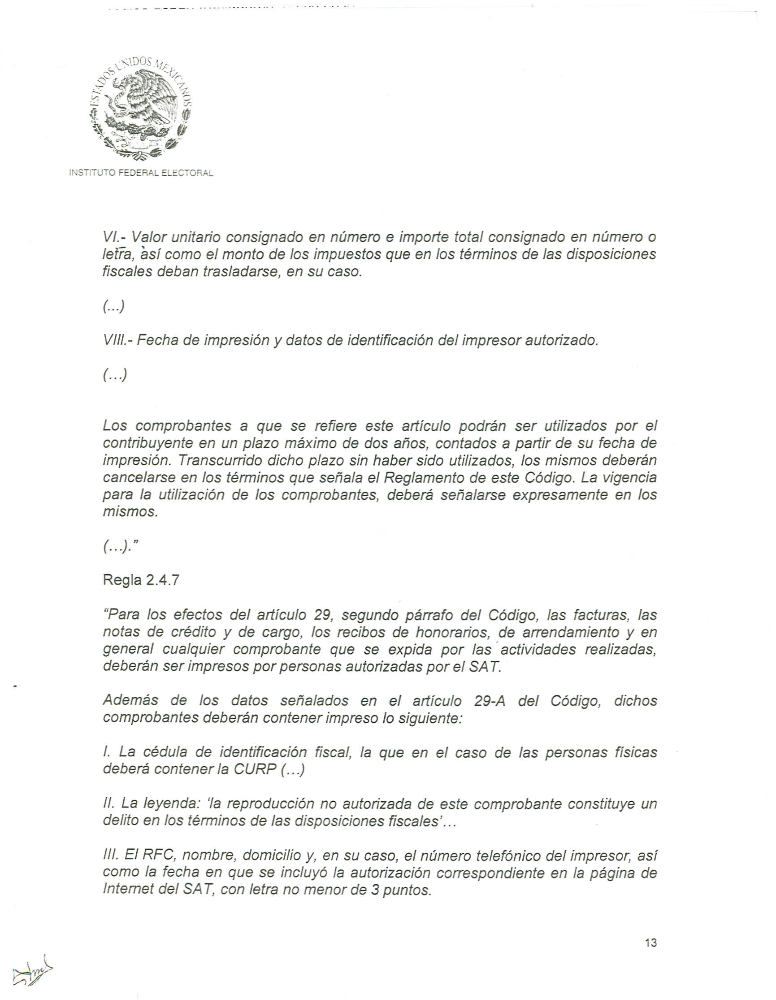 ESTADOS UNIDOS MEXICANOS
INSTITUTO FEDERAL ELECTORAL
VI.- Valor unitario consignado en número e importe total consignado en número o
letra, así como el monto de los impuestos que en los términos de las disposiciones
fiscales deban trasladarse, en su caso.
(...)
VIII.- Fecha de impresión y datos de identificación del impresor autorizado.
(...)
Los comprobantes a que se refiere este artículo podrán ser utilizados por el
contribuyente en un plazo máximo de dos años, contados a partir de su fecha de
impresión. Transcurrido dicho plazo sin haber sido utilizados, los mismos deberán
cancelarse en los términos que señala el Reglamento de este Código. La vigencia
para la utilización de los comprobantes, deberá señalarse expresamente en los
mismos.
(...).”
Regla 2.4.7
“Para los efectos del artículo 29, segundo párrafo del Código, las facturas, las
notas de crédito y de cargo, los recibos de honorarios, de arrendamiento y en
general cualquier comprobante que se expida por las actividades realizadas,
deberán ser impresos por personas autorizadas por el SAT.
Además de los datos señalados en el artículo 29-A del Código, dichos
comprobantes deberán contener impreso lo siguiente:
I. La cédula de identificación fiscal, la que en el caso de las personas físicas
deberá contener la CURP (...)
II. La leyenda: ‘la reproducción no autorizada de este comprobante constituye un
delito en los términos de las disposiciones fiscales’...
III. El RFC, nombre, domicilio y, en su caso, el número telefónico del impresor, así
como la fecha en que se incluyó la autorización correspondiente en la página de
Internet del SAT, con letra no menor de 3 puntos.
13